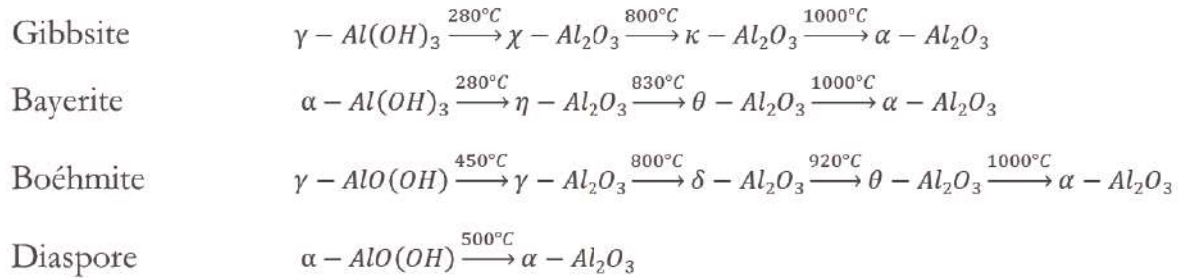 Gibbsite γ − Al(OH)₃ —280°C→ χ − Al₂O₃ —800°C→ κ − Al₂O₃ —1000°C→ α − Al₂O₃
Bayerite α − Al(OH)₃ —280°C→ η − Al₂O₃ —830°C→ θ − Al₂O₃ —1000°C→ α − Al₂O₃
Boéhmite γ − AlO(OH) —450°C→ γ − Al₂O₃ —800°C→ δ − Al₂O₃ —920°C→ θ − Al₂O₃ —1000°C→ α − Al₂O₃
Diaspore α − AlO(OH) —500°C→ α − Al₂O₃